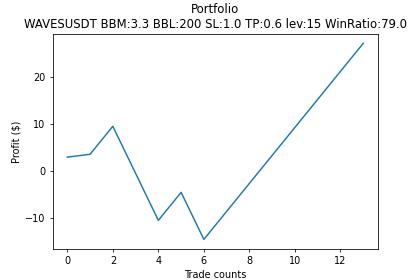 Portfolio
WAVESUSDT BBM:3.3 BBL:200 SL:1.0 TP:0.6 lev:15 WinRatio:79.0
20
10
0
−10
Profit ($)
0 2 4 6 8 10 12
Trade counts